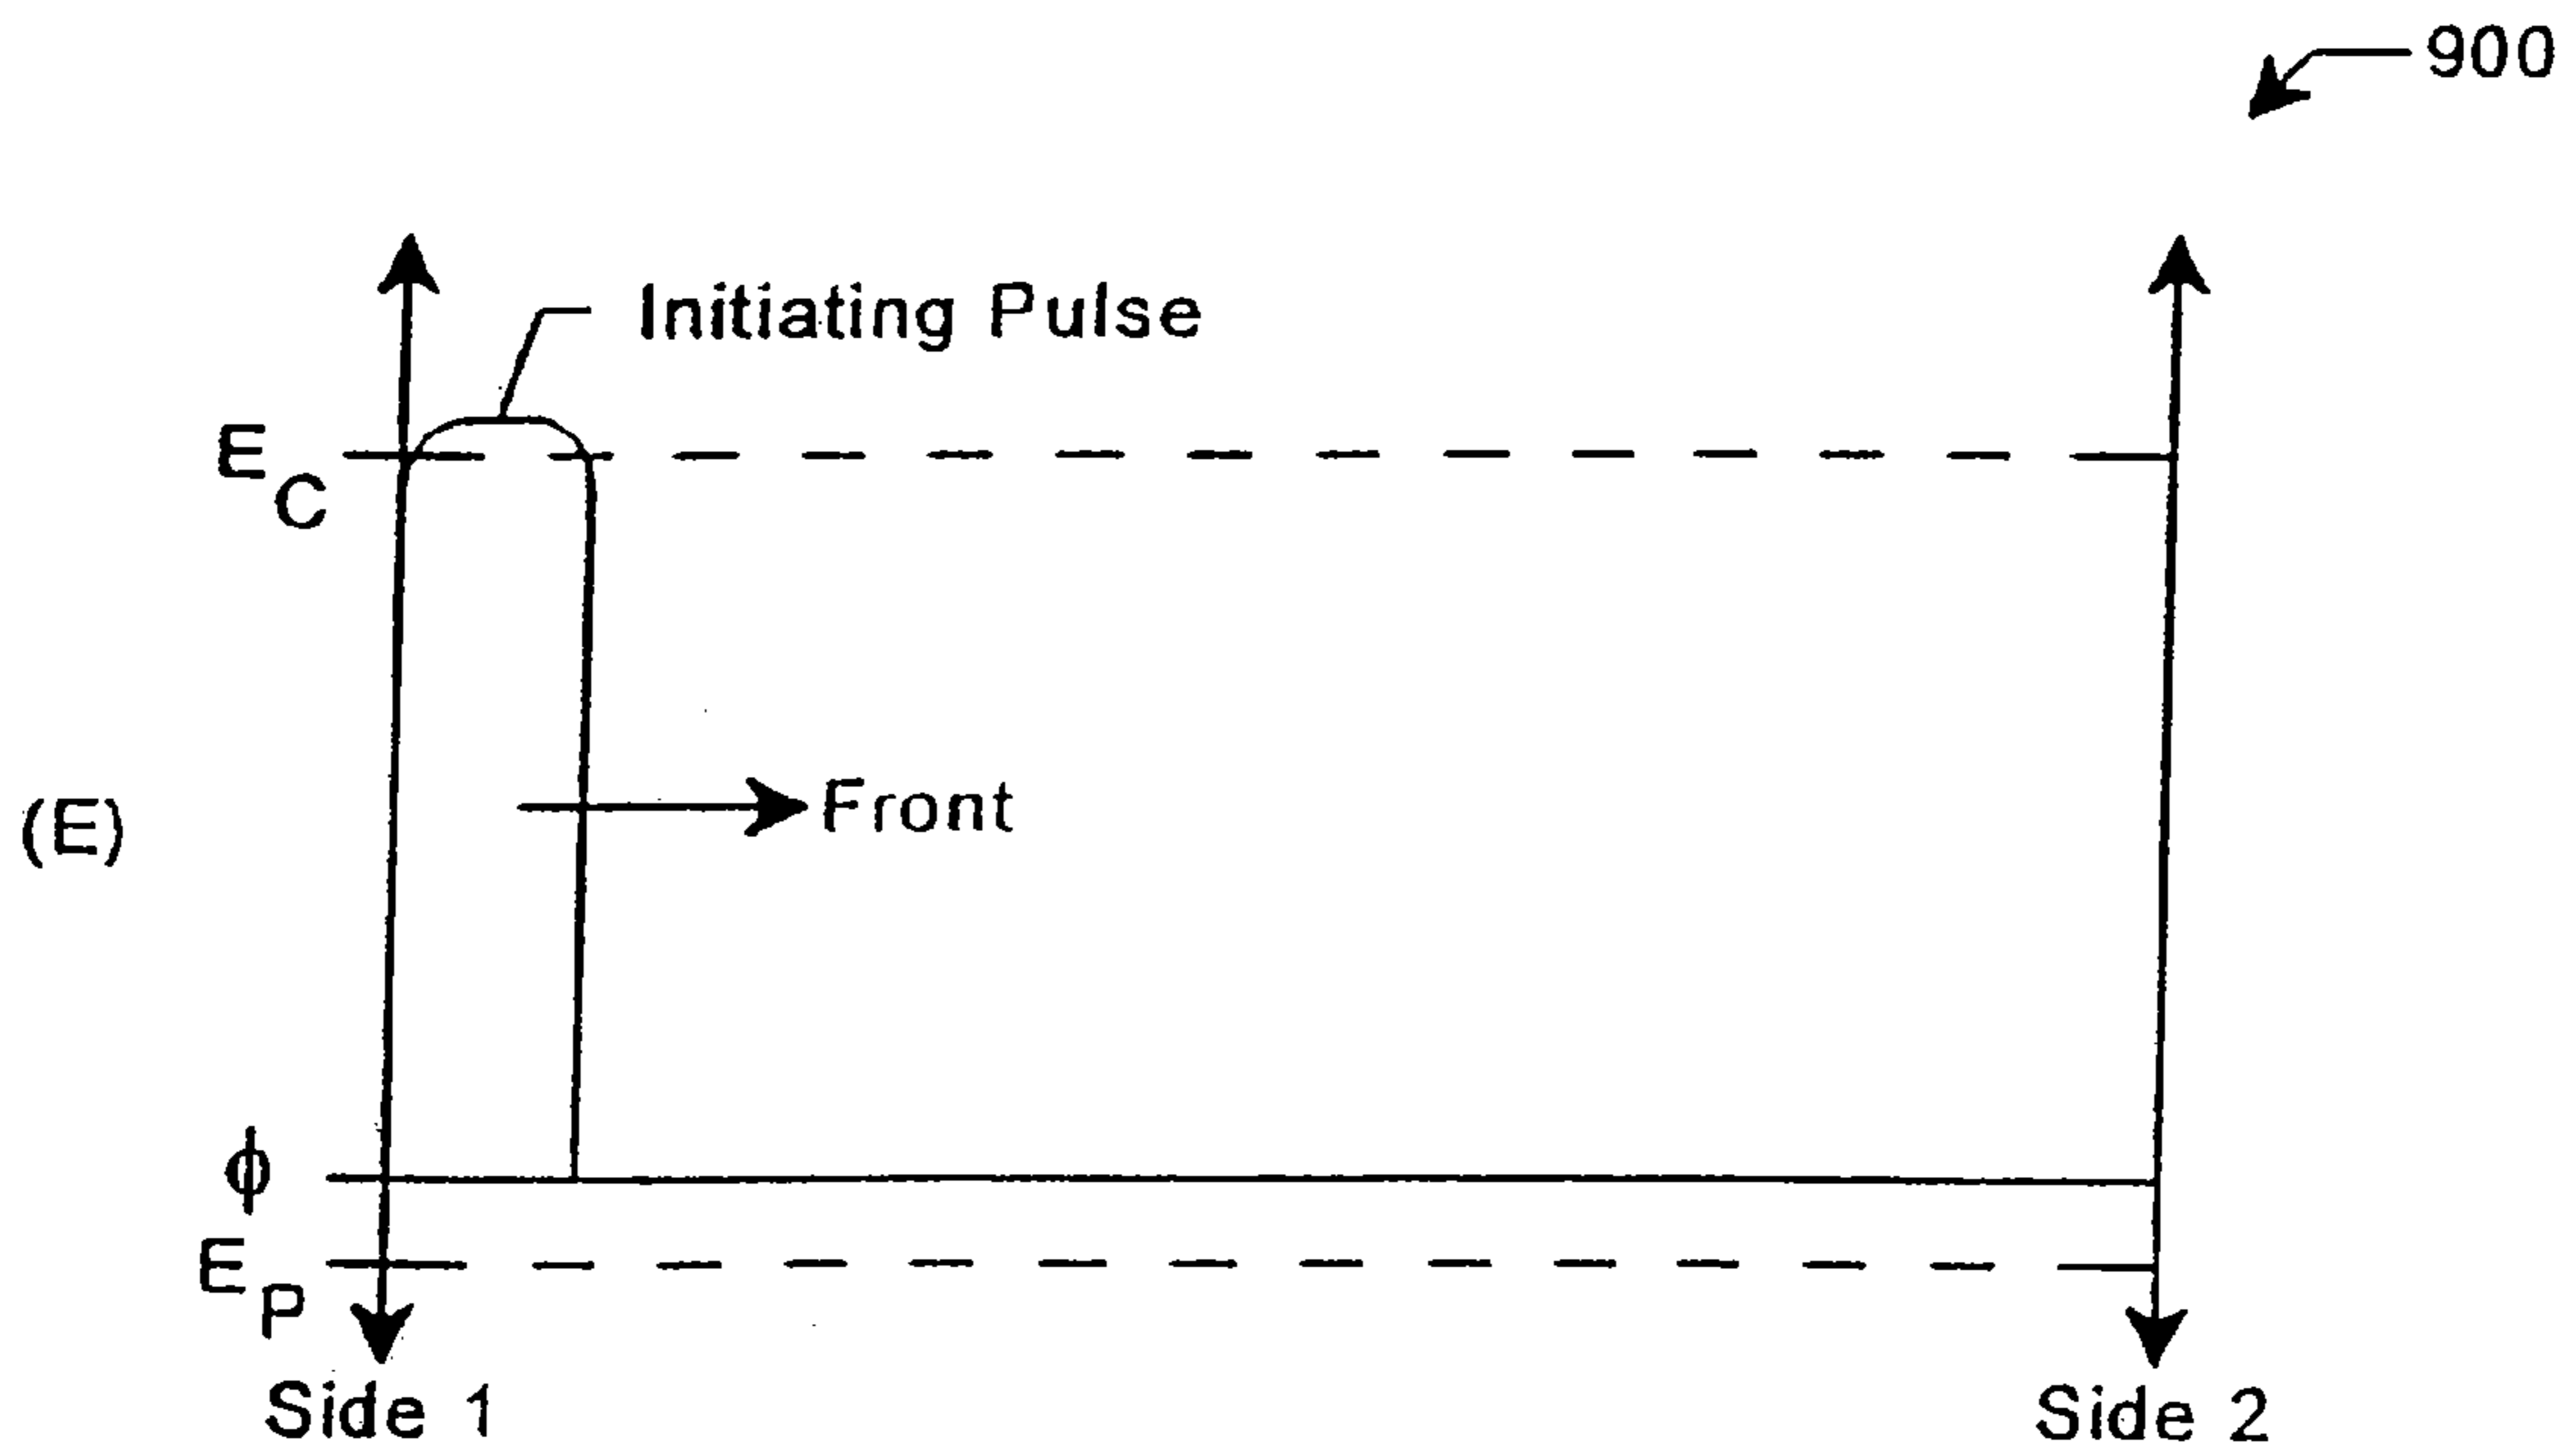 900
Initiating Pulse
E_C
Front
(E)
ϕ
E_P
Side 1
Side 2